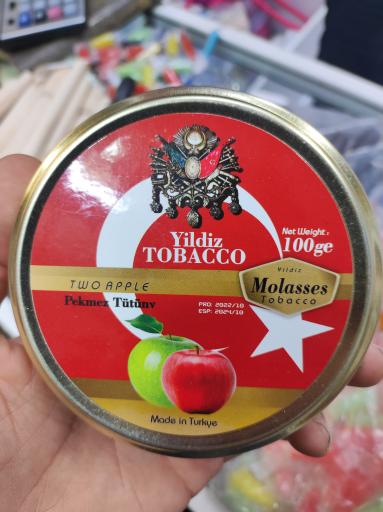 Yildiz
TOBACCO
Net Weight :
100ge
Yildiz
Molasses
Tobacco
TWO APPLE
Pekmez Tütünv
PRO: 2022/10
ESP: 2024/10
Made in Turkye